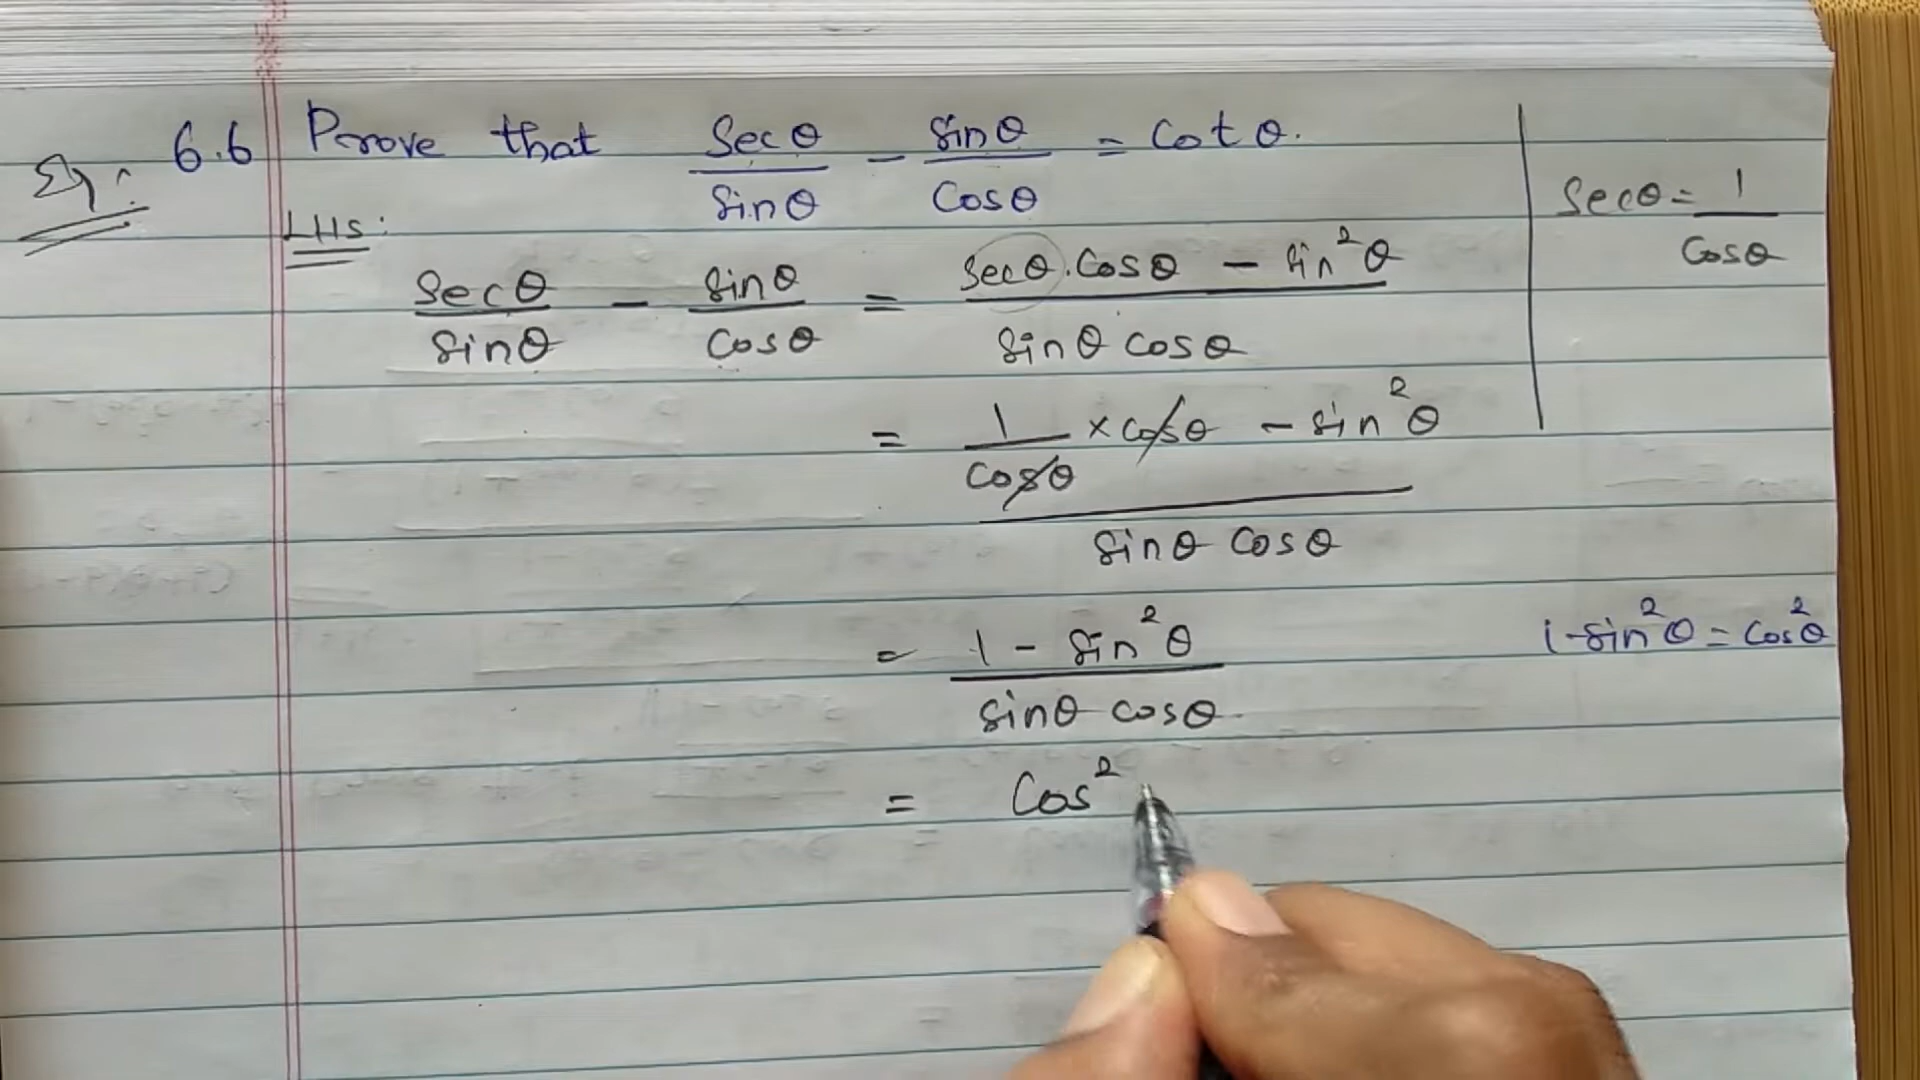 Eg: 6.6 Prove that secθ/sinθ - sinθ/cosθ = cotθ.
secθ = 1/cosθ
LHS:
secθ/sinθ - sinθ/cosθ = (secθ.cosθ - sin²θ)/(sinθ cosθ)
= (1/cosθ × cosθ - sin²θ)/(sinθ cosθ)
= (1 - sin²θ)/(sinθ cosθ)
1-sin²θ = cos²θ
= cos²